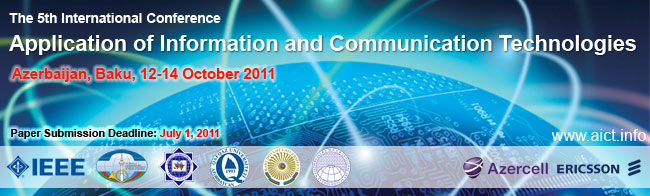 The 5th International Conference
Application of Information and Communication Technologies
Azerbaijan, Baku, 12-14 October 2011
Paper Submission Deadline: July 1, 2011
www.aict.info
IEEE
Azercell ERICSSON